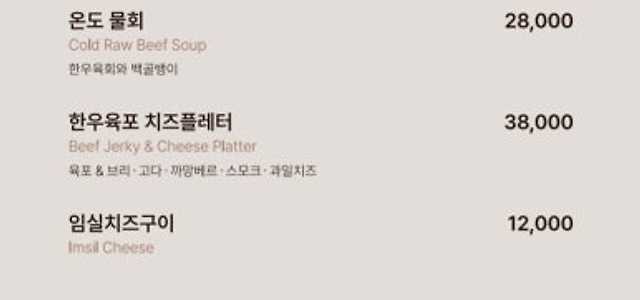 온도 물회 28,000
Cold Raw Beef Soup
한우육회와 백골뱅이
한우육포 치즈플레터 38,000
Beef Jerky & Cheese Platter
육포 & 브리 · 고다 · 까망베르 · 스모크 · 과일치즈
임실치즈구이 12,000
Imsil Cheese